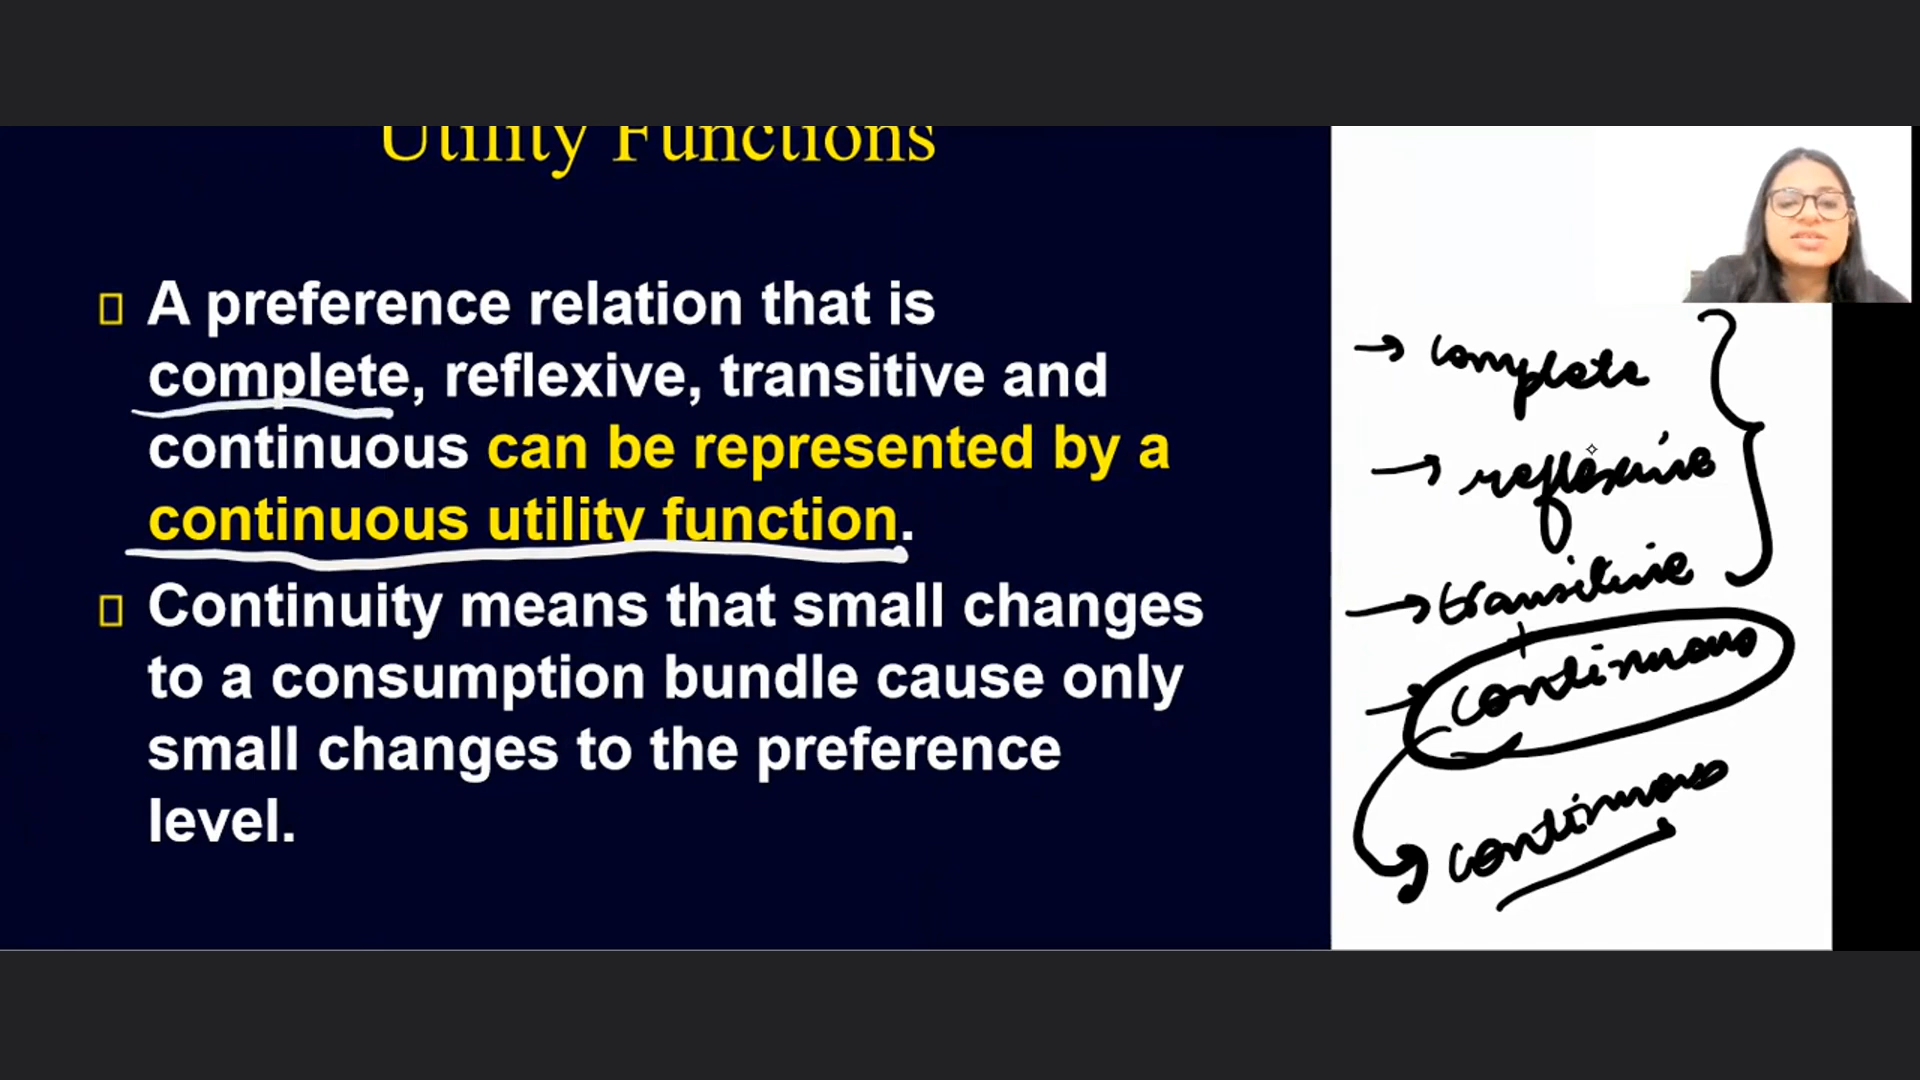 Utility Functions
A preference relation that is
complete, reflexive, transitive and
continuous can be represented by a
continuous utility function.
Continuity means that small changes
to a consumption bundle cause only
small changes to the preference
level.
→ complete
→ reflexive
→ transitive
+
→ continuous
continuous